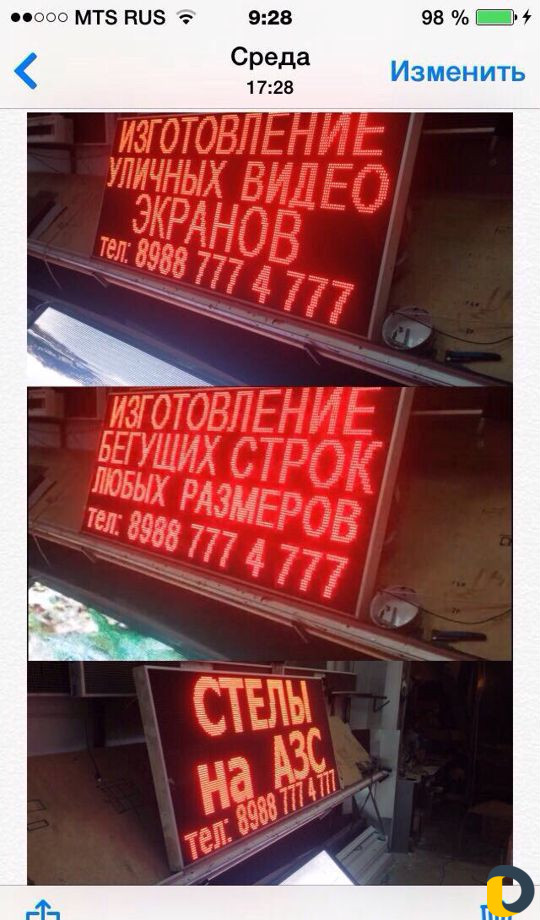 MTS RUS
9:28
98 %
Среда
17:28
Изменить
ИЗГОТОВЛЕНИЕ
УЛИЧНЫХ ВИДЕО
ЭКРАНОВ
тел: 8988 777 4 777
ИЗГОТОВЛЕНИЕ
БЕГУЩИХ СТРОК
ЛЮБЫХ РАЗМЕРОВ
тел: 8988 777 4 777
СТЕЛЫ
на АЗС
тел: 8988 777 4 777